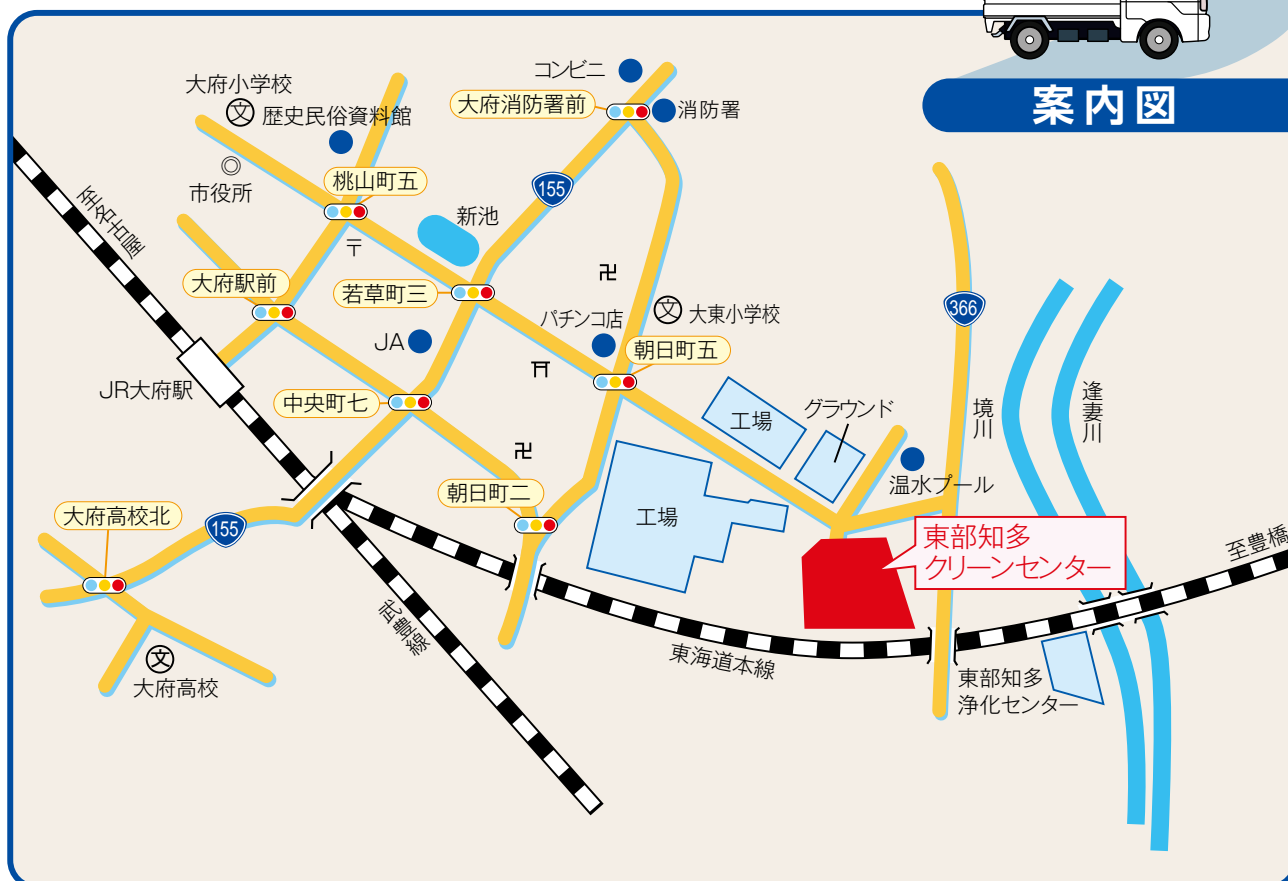 案内図
コンビニ
大府小学校
文
歴史民俗資料館
大府消防署前
消防署
市役所
桃山町五
155
新池
〒
至名古屋
大府駅前
若草町三
卍
文
大東小学校
366
JA
パチンコ店
朝日町五
JR大府駅
中央町七
工場
グラウンド
境川
逢妻川
卍
温水プール
大府高校北
155
朝日町二
工場
東部知多
クリーンセンター
至豊橋
武豊線
東海道本線
文
大府高校
東部知多
浄化センター